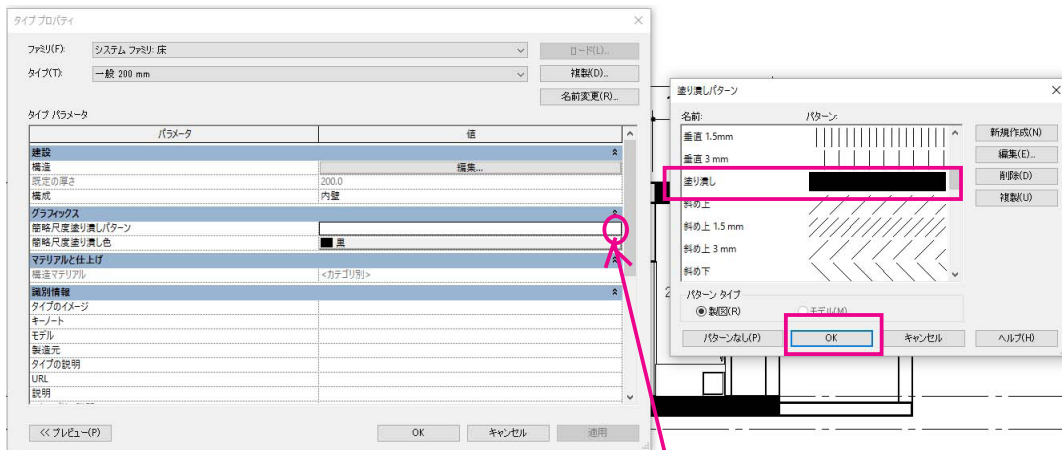 タイプ プロパティ
ファミリ(F):
システム ファミリ: 床
ロード(L)...
タイプ(T):
一般 200 mm
複製(D)...
名前変更(R)...
タイプ パラメータ
パラメータ
値
建設
構造
編集...
既定の厚さ
200.0
構成
内壁
グラフィックス
簡略尺度塗り潰しパターン
簡略尺度塗り潰し色
黒
マテリアルと仕上げ
構造マテリアル
<カテゴリ別>
識別情報
タイプのイメージ
キーノート
モデル
製造元
タイプの説明
URL
説明
<< プレビュー(P)
OK
キャンセル
適用
塗り潰しパターン
名前:
パターン:
垂直 1.5mm
垂直 3 mm
塗り潰し
斜め上
斜め上 1.5 mm
斜め上 3 mm
斜め下
新規作成(N)
編集(E)...
削除(D)
複製(U)
パターン タイプ
製図(R)
モデル(M)
パターンなし(P)
OK
キャンセル
ヘルプ(H)
2